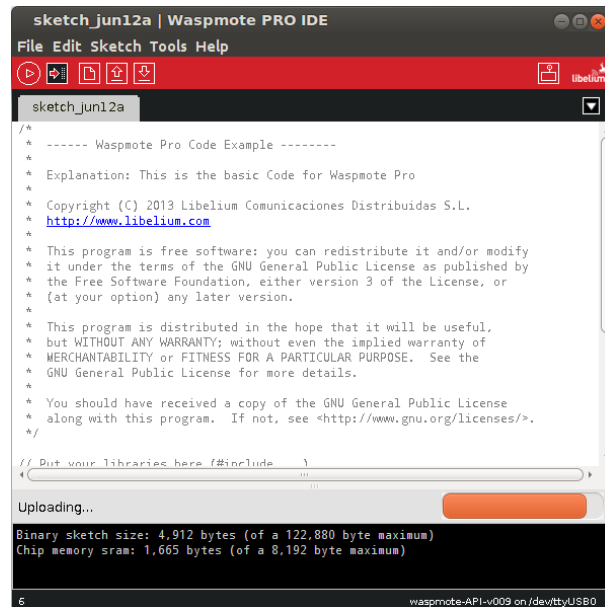 sketch_jun12a | Waspmote PRO IDE
File Edit Sketch Tools Help
libelium
sketch_jun12a
/*
 *  ------ Waspmote Pro Code Example --------
 *
 *  Explanation: This is the basic Code for Waspmote Pro
 *
 *  Copyright (C) 2013 Libelium Comunicaciones Distribuidas S.L.
 *  http://www.libelium.com
 *
 *  This program is free software: you can redistribute it and/or modify
 *  it under the terms of the GNU General Public License as published by
 *  the Free Software Foundation, either version 3 of the License, or
 *  (at your option) any later version.
 *
 *  This program is distributed in the hope that it will be useful,
 *  but WITHOUT ANY WARRANTY; without even the implied warranty of
 *  MERCHANTABILITY or FITNESS FOR A PARTICULAR PURPOSE.  See the
 *  GNU General Public License for more details.
 *
 *  You should have received a copy of the GNU General Public License
 *  along with this program.  If not, see <http://www.gnu.org/licenses/>.
 */
// Put your libraries here (#include    )
Uploading...
Binary sketch size: 4,912 bytes (of a 122,880 byte maximum)
Chip memory sram: 1,665 bytes (of a 8,192 byte maximum)
6
waspmote-API-v009 on /dev/ttyUSB0